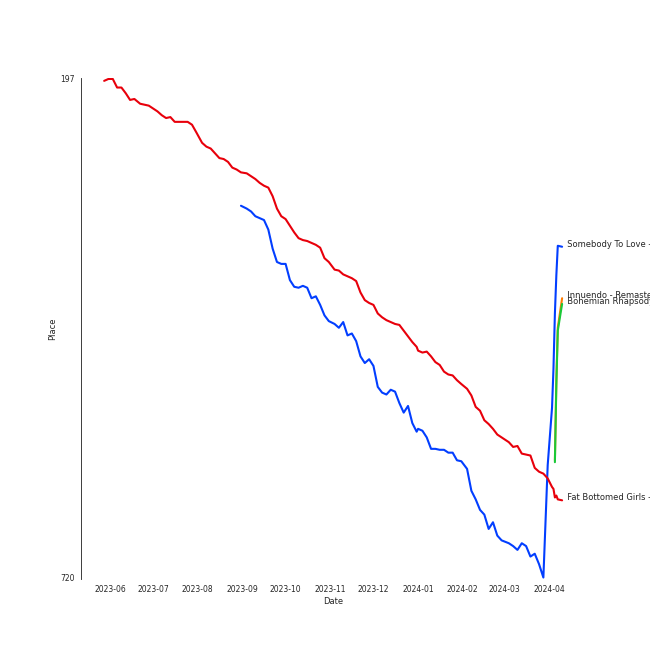 197
Somebody To Love -
Innuendo - Remaste
Bohemian Rhapsod
Place
Fat Bottomed Girls -
720
2023-06 2023-07 2023-08 2023-09 2023-10 2023-11 2023-12 2024-01 2024-02 2024-03 2024-04
Date